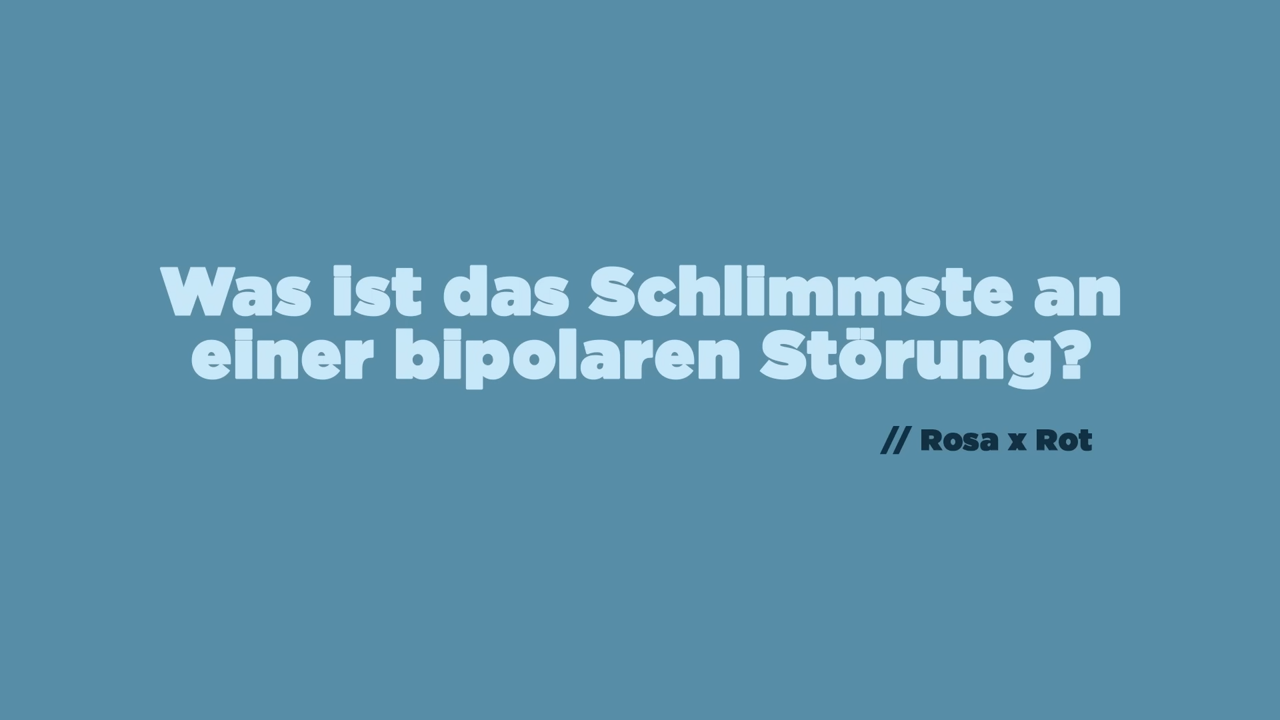 Was ist das Schlimmste an
einer bipolaren Störung?
// Rosa x Rot